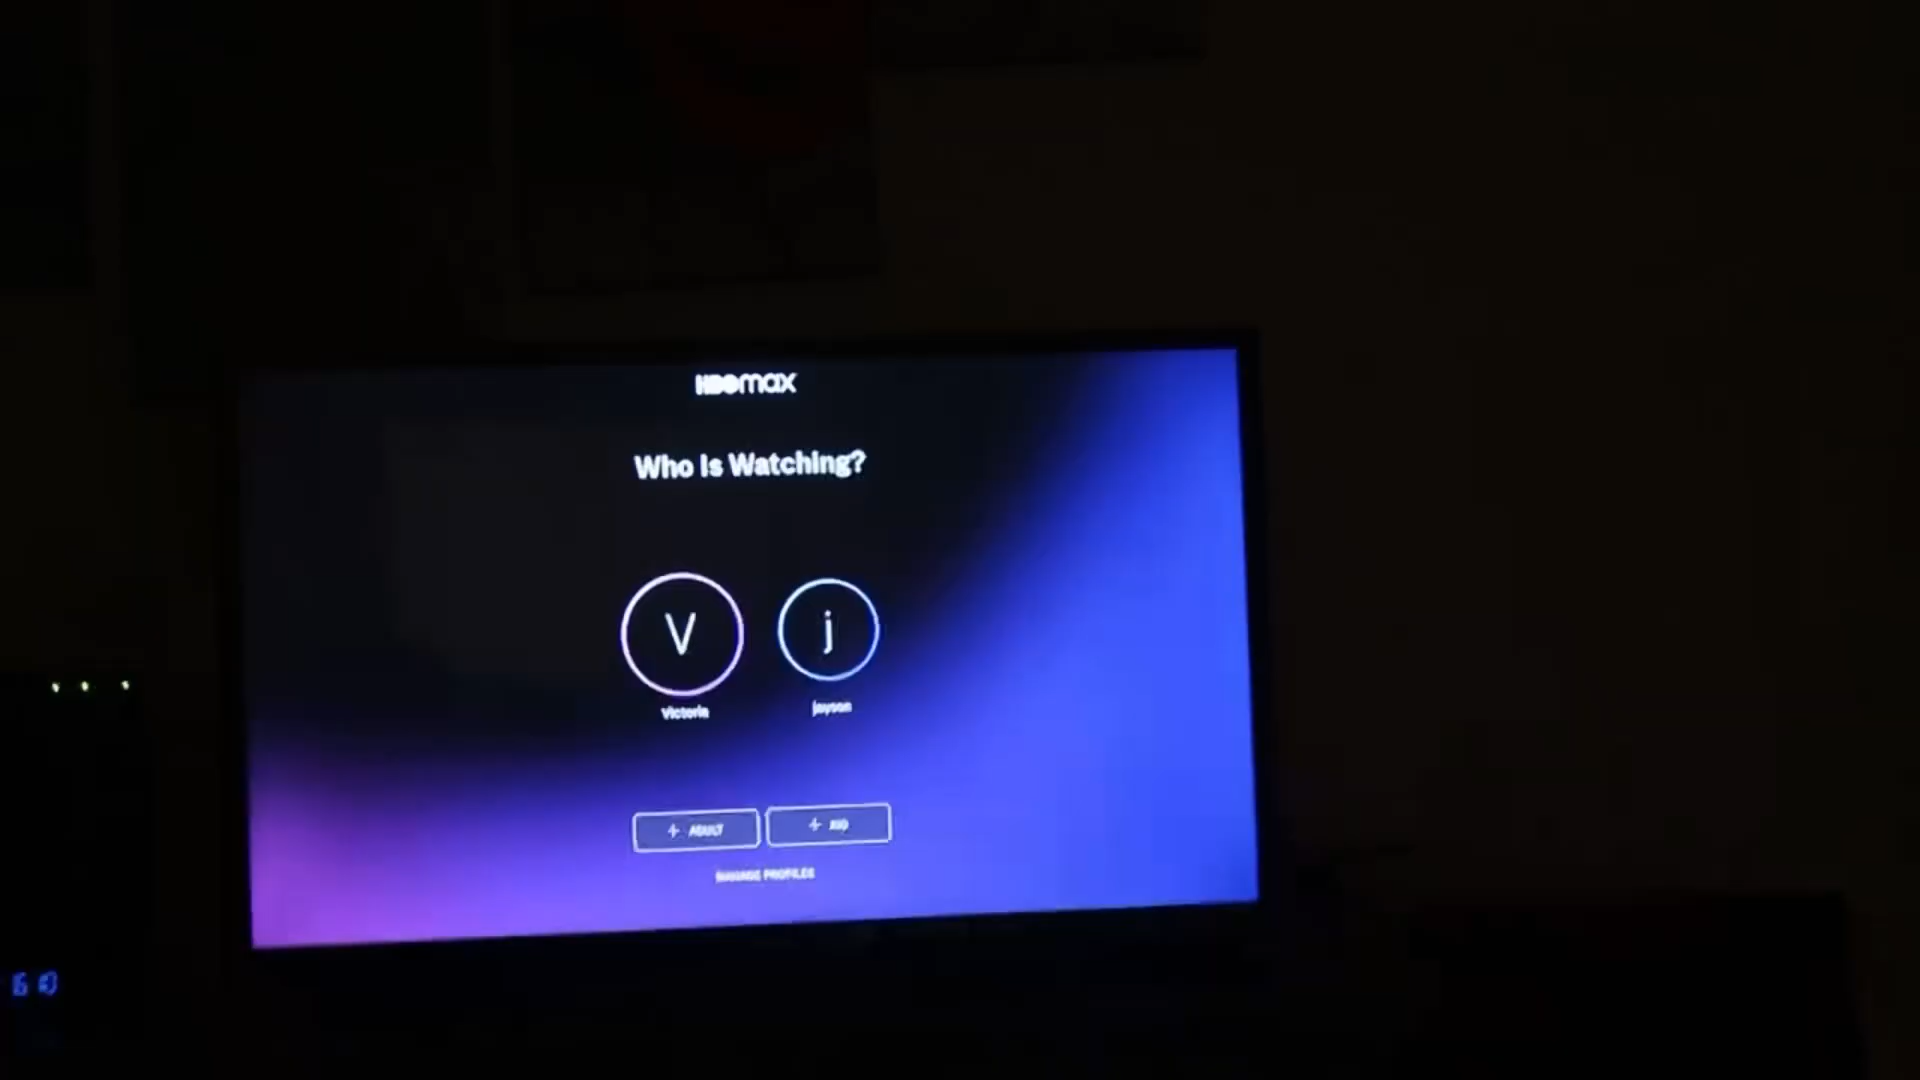 HBOmax
Who Is Watching?
V j
Victoria jayson
+ ADULT + KID
MANAGE PROFILES